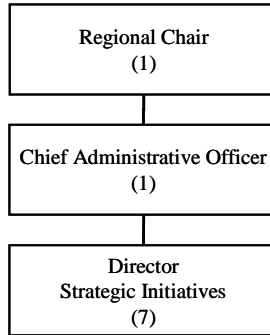 Regional Chair
(1)
Chief Administrative Officer
(1)
Director
Strategic Initiatives
(7)